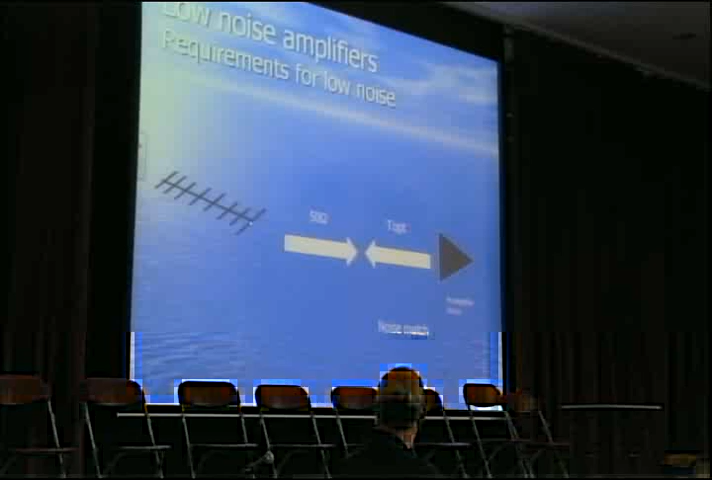 Low noise amplifiers
Requirements for low noise
50Ω
Γopt
Noise match